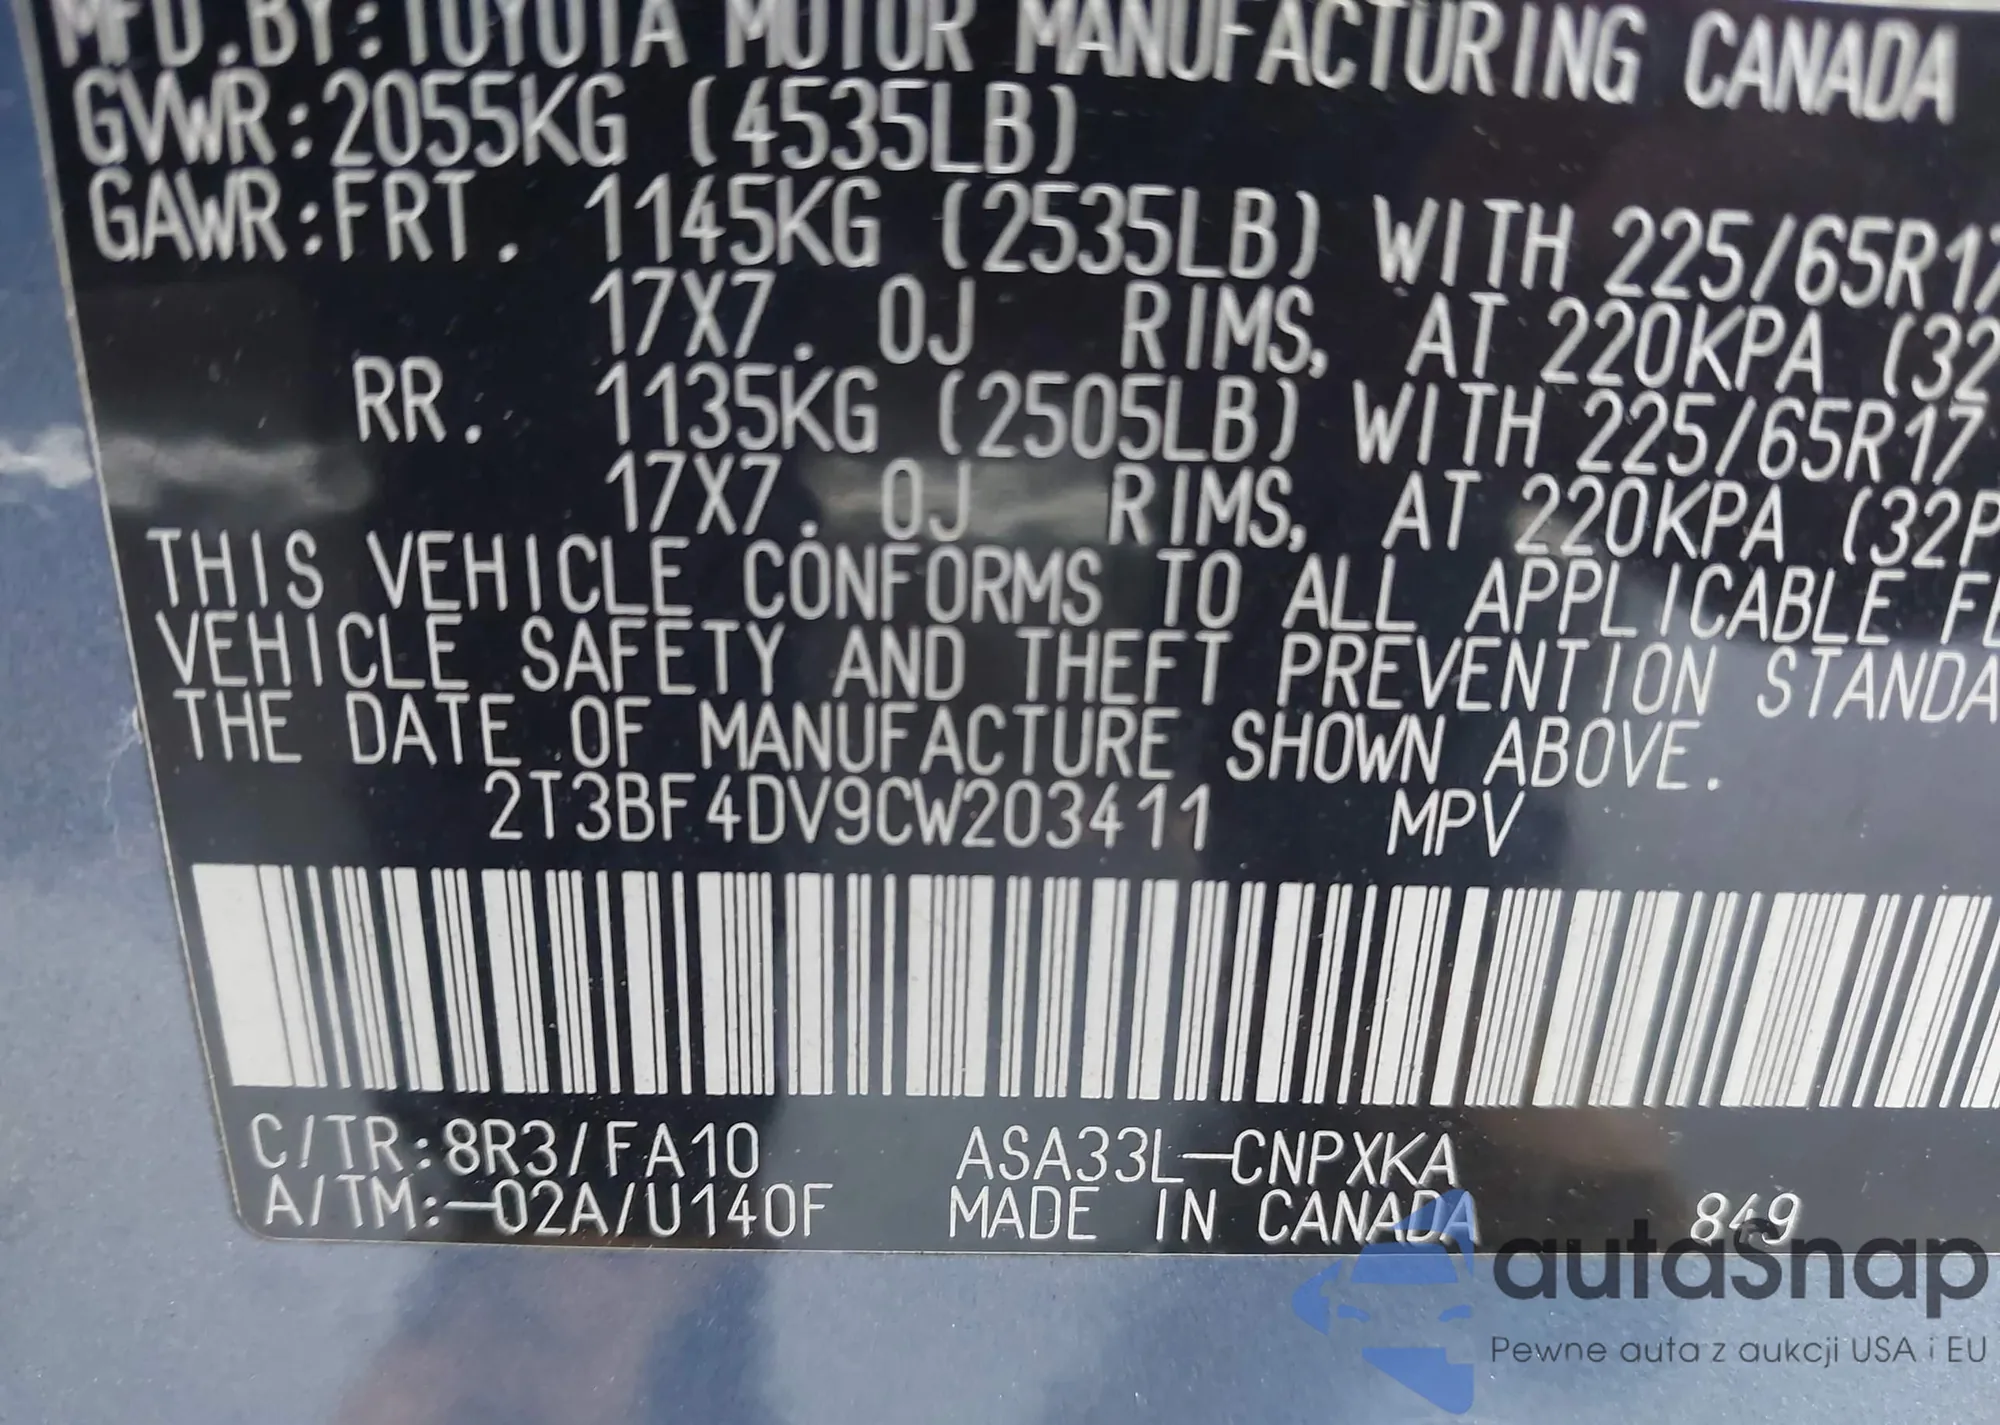 MFD.BY:TOYOTA MOTOR MANUFACTURING CANADA
GVWR:2055KG (4535LB)
GAWR:FRT. 1145KG (2535LB) WITH 225/65R17
17X7.0J RIMS, AT 220KPA (32
RR. 1135KG (2505LB) WITH 225/65R17
17X7.0J RIMS, AT 220KPA (32P
THIS VEHICLE CONFORMS TO ALL APPLICABLE FE
VEHICLE SAFETY AND THEFT PREVENTION STANDA
THE DATE OF MANUFACTURE SHOWN ABOVE.
2T3BF4DV9CW203411 MPV
C/TR:8R3/FA10 ASA33L-CNPXKA
A/TM:-02A/U140F MADE IN CANADA 849
autaSnap
Pewne auta z aukcji USA i EU